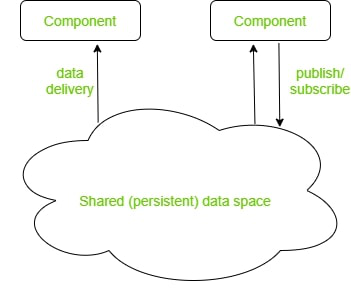 Component
Component
data
delivery
publish/
subscribe
Shared (persistent) data space